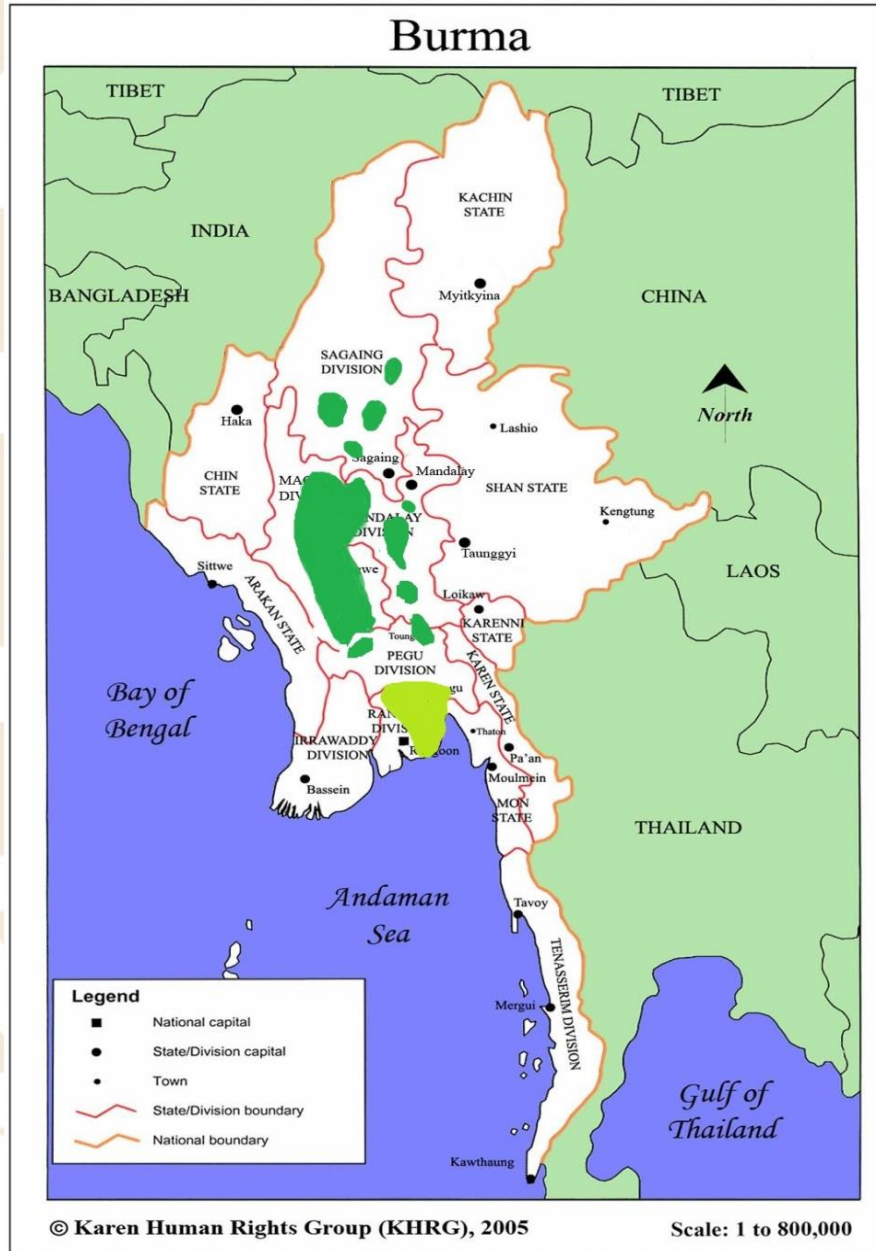 Burma
TIBET
TIBET
KACHIN
STATE
INDIA
BANGLADESH
Myitkyina
CHINA
SAGAING
DIVISION
North
Haka
Lashio
Sagaing
Mandalay
CHIN
STATE
SHAN STATE
Kengtung
DIVISION
Taunggyi
LAOS
Sittwe
Loikaw
ARAKAN STATE
KARENNI
STATE
PEGU
DIVISION
KAREN STATE
Bay of
Bengal
Thaton
IRRAWADDY
DIVISION
Pa'an
Moulmein
Bassein
MON
STATE
THAILAND
Andaman
Sea
Tavoy
TENASSERIM DIVISION
Mergui
Gulf of
Thailand
Kawthaung
Legend
National capital
State/Division capital
Town
State/Division boundary
National boundary
© Karen Human Rights Group (KHRG), 2005
Scale: 1 to 800,000